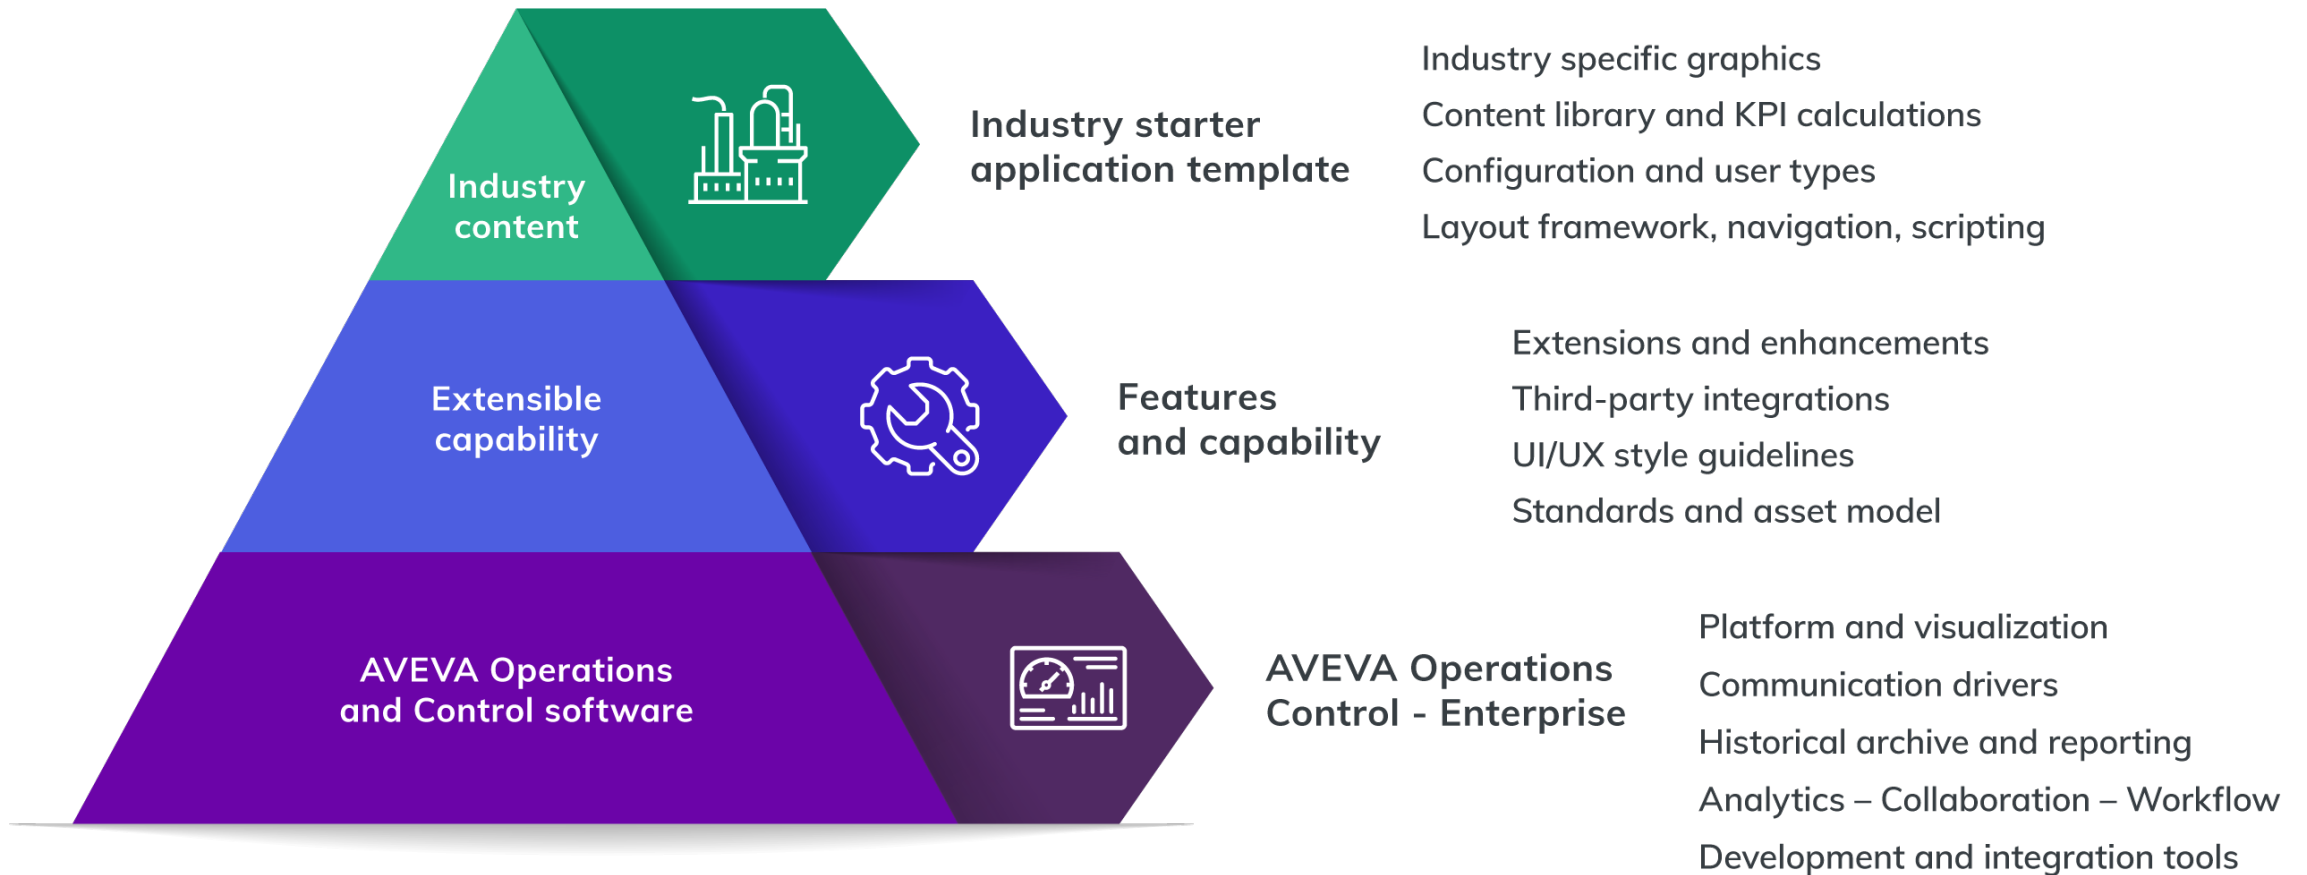 Industry
content
Industry starter
application template
Industry specific graphics
Content library and KPI calculations
Configuration and user types
Layout framework, navigation, scripting
Extensible
capability
Features
and capability
Extensions and enhancements
Third-party integrations
UI/UX style guidelines
Standards and asset model
AVEVA Operations
and Control software
AVEVA Operations
Control - Enterprise
Platform and visualization
Communication drivers
Historical archive and reporting
Analytics – Collaboration – Workflow
Development and integration tools